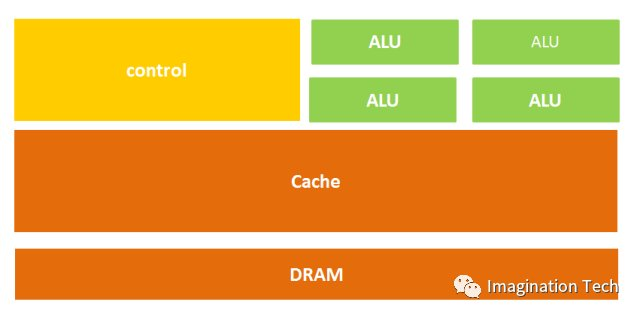 control
ALU
ALU
ALU
ALU
Cache
DRAM
Imagination Tech